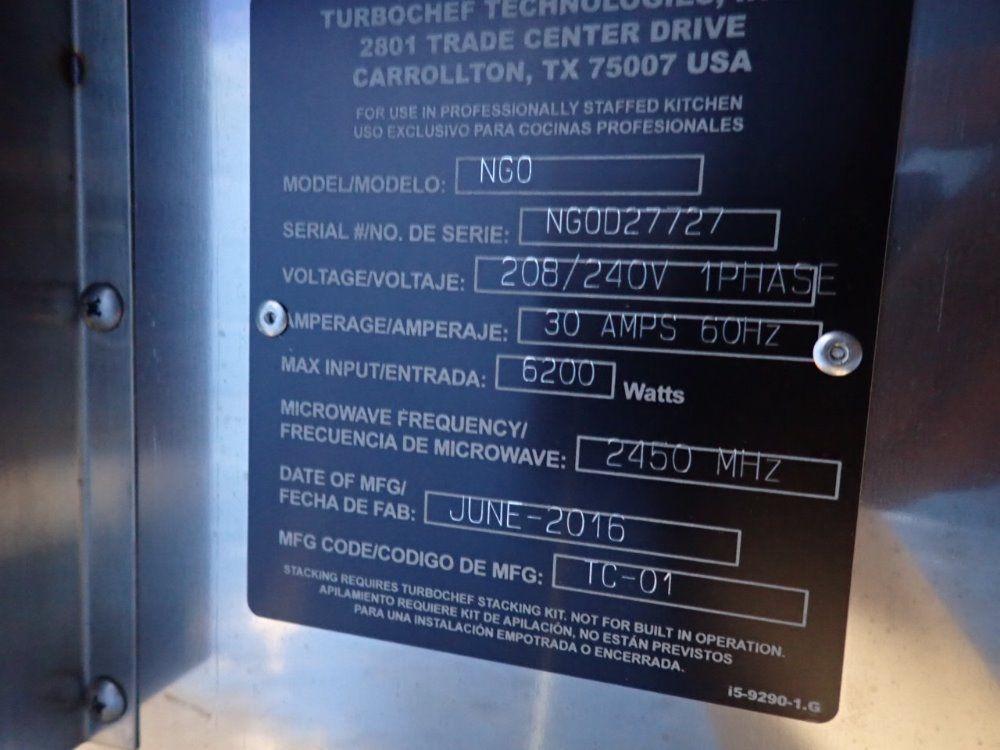 TURBOCHEF TECHNOLOGIES,
2801 TRADE CENTER DRIVE
CARROLLTON, TX 75007 USA
FOR USE IN PROFESSIONALLY STAFFED KITCHEN
USO EXCLUSIVO PARA COCINAS PROFESIONALES
MODEL/MODELO: NGO
SERIAL #/NO. DE SERIE: NGOD27727
VOLTAGE/VOLTAJE: 208/240V 1PHASE
AMPERAGE/AMPERAJE: 30 AMPS 60Hz
MAX INPUT/ENTRADA: 6200 Watts
MICROWAVE FREQUENCY/
FRECUENCIA DE MICROWAVE: 2450 MHz
DATE OF MFG/
FECHA DE FAB: JUNE-2016
MFG CODE/CODIGO DE MFG: TC-01
STACKING REQUIRES TURBOCHEF STACKING KIT. NOT FOR BUILT IN OPERATION.
APILAMIENTO REQUIERE KIT DE APILACIÓN, NO ESTÁN PREVISTOS
PARA UNA INSTALACIÓN EMPOTRADA O ENCERRADA.
i5-9290-1.G